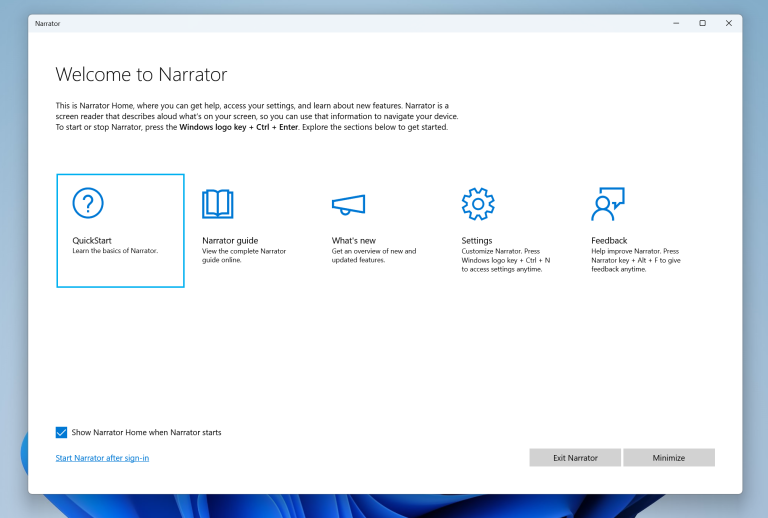 Narrator
Welcome to Narrator
This is Narrator Home, where you can get help, access your settings, and learn about new features. Narrator is a
screen reader that describes aloud what's on your screen, so you can use that information to navigate your device.
To start or stop Narrator, press the Windows logo key + Ctrl + Enter. Explore the sections below to get started.
QuickStart
Learn the basics of Narrator.
Narrator guide
View the complete Narrator
guide online.
What's new
Get an overview of new and
updated features.
Settings
Customize Narrator. Press
Windows logo key + Ctrl + N
to access settings anytime.
Feedback
Help improve Narrator. Press
Narrator key + Alt + F to give
feedback anytime.
Show Narrator Home when Narrator starts
Start Narrator after sign-in
Exit Narrator
Minimize